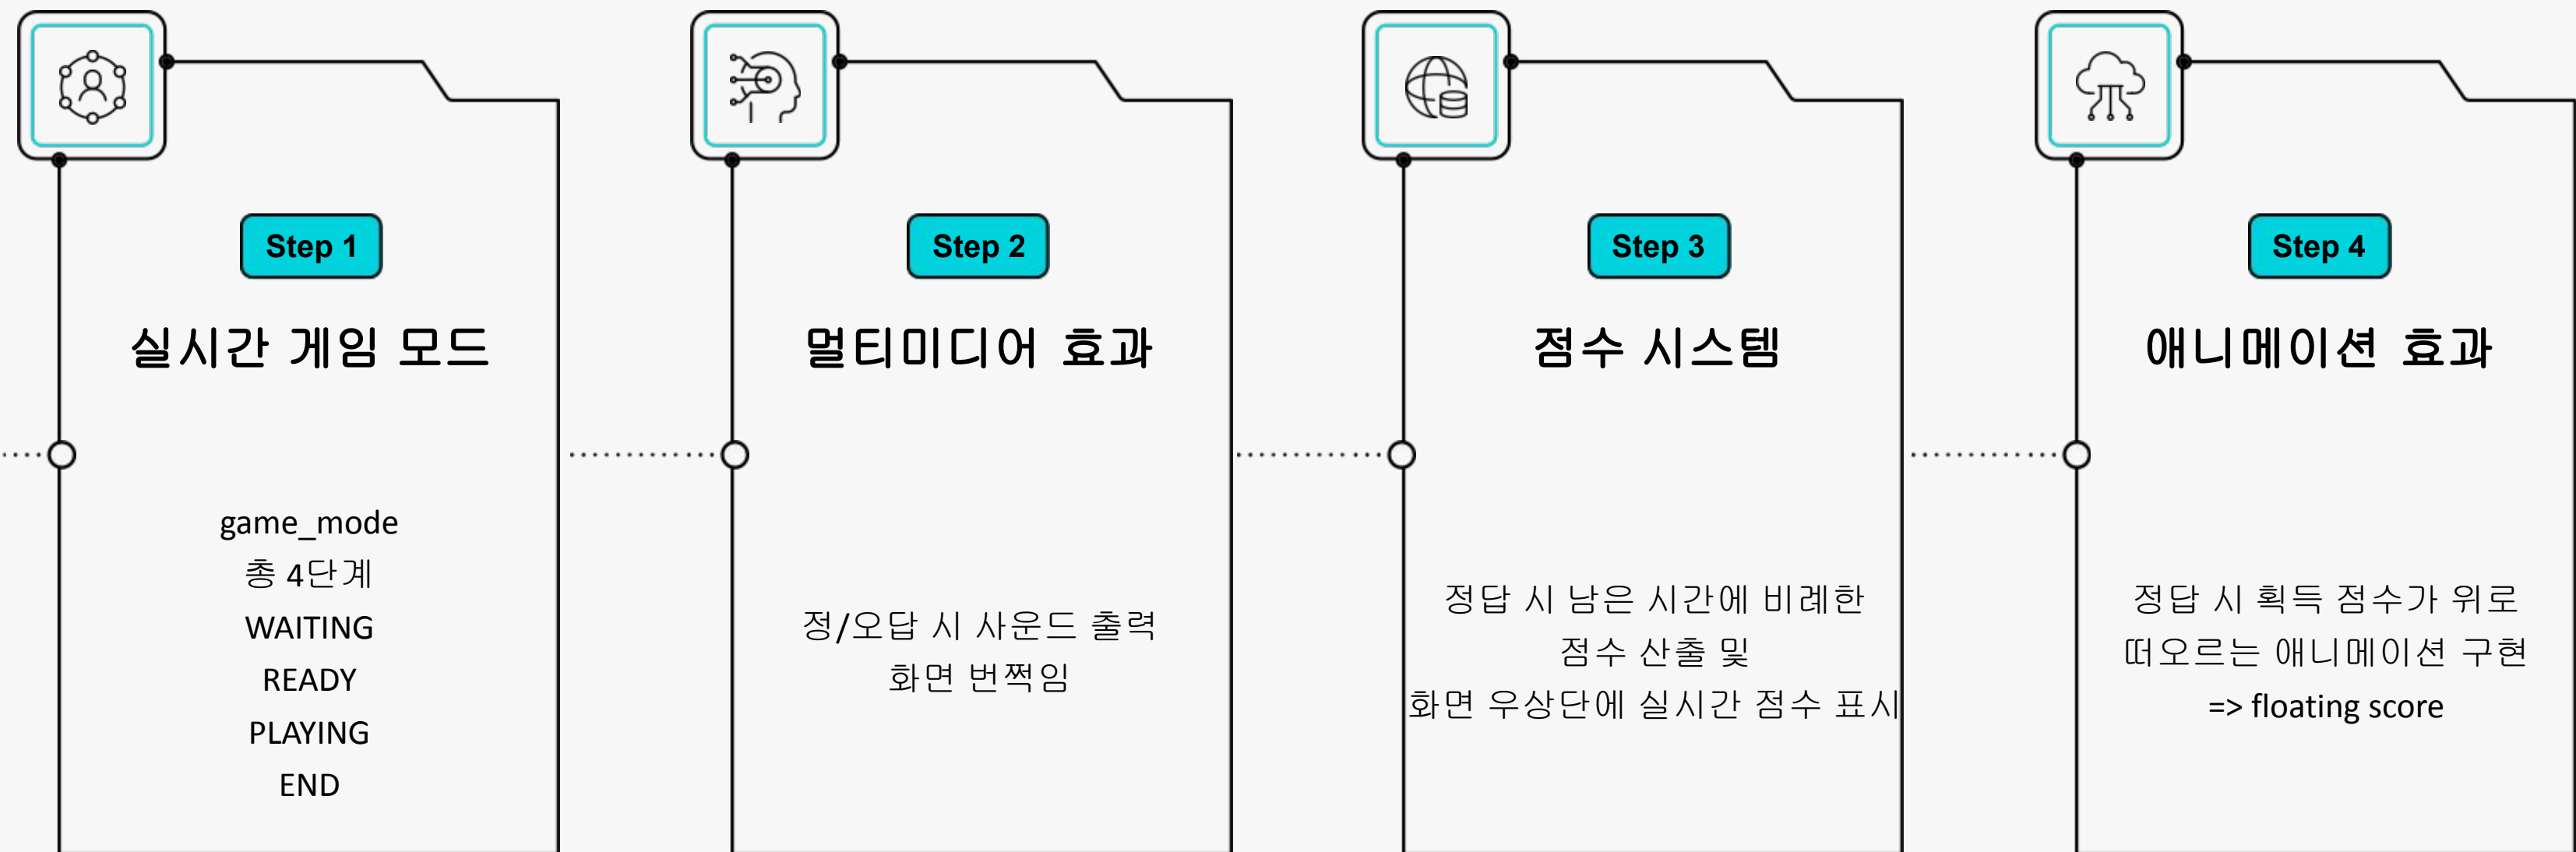 Step 1
실시간 게임 모드
game_mode
총 4단계
WAITING
READY
PLAYING
END
Step 2
멀티미디어 효과
정/오답 시 사운드 출력
화면 번쩍임
Step 3
점수 시스템
정답 시 남은 시간에 비례한
점수 산출 및
화면 우상단에 실시간 점수 표시
Step 4
애니메이션 효과
정답 시 획득 점수가 위로
떠오르는 애니메이션 구현
=> floating score